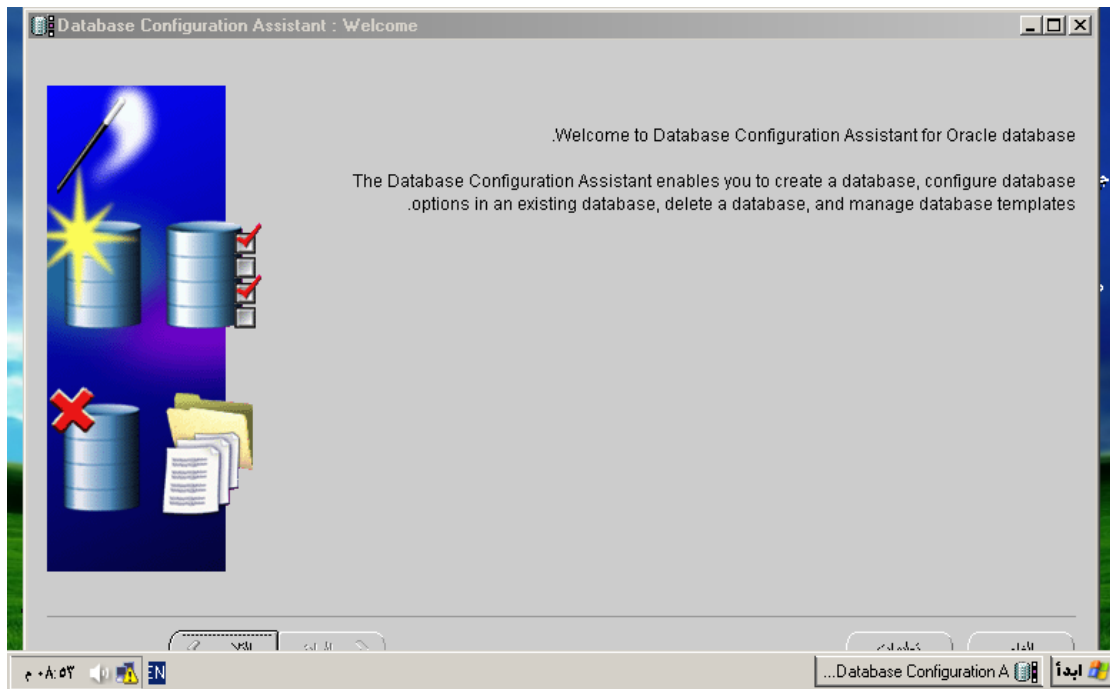 Database Configuration Assistant : Welcome
.Welcome to Database Configuration Assistant for Oracle database
The Database Configuration Assistant enables you to create a database, configure database
.options in an existing database, delete a database, and manage database templates
ابدأ
...Database Configuration A
EN
٠٨:٥٣ م